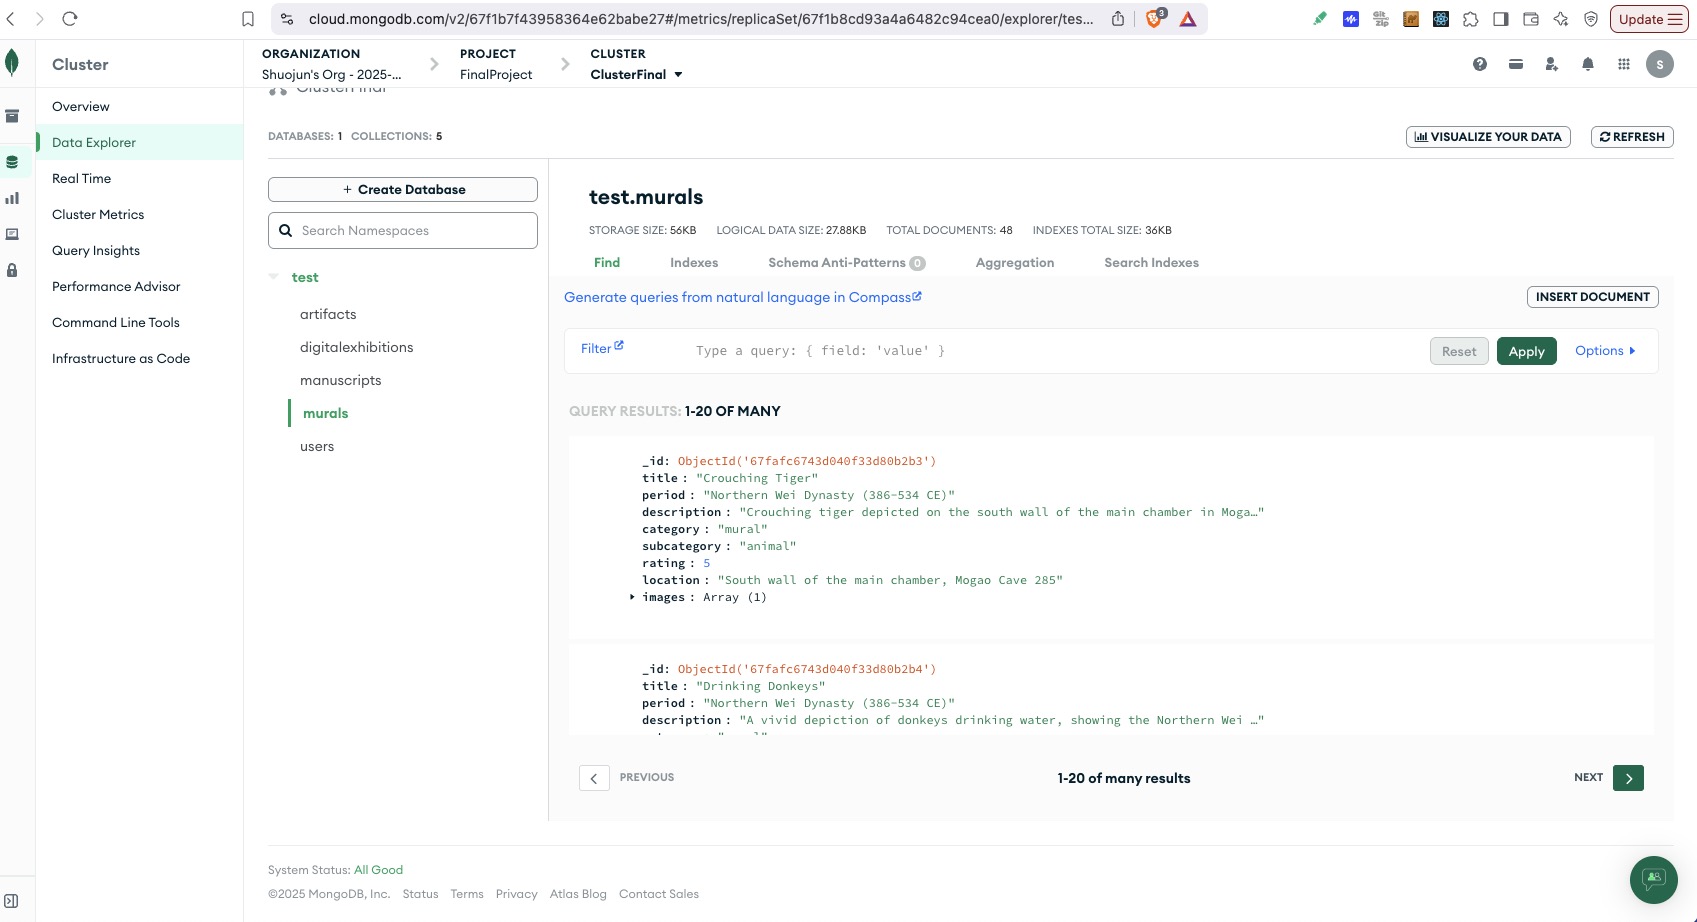 cloud.mongodb.com/v2/67f1b7f43958364e62babe27#/metrics/replicaSet/67f1b8cd93a4a6482c94cea0/explorer/tes...
3
Git
zip
Update
Cluster
ORGANIZATION
Shuojun's Org - 2025-...
PROJECT
FinalProject
CLUSTER
ClusterFinal
S
Overview
Data Explorer
Real Time
Cluster Metrics
Query Insights
Performance Advisor
Command Line Tools
Infrastructure as Code
ClusterFinal
DATABASES: 1 COLLECTIONS: 5
VISUALIZE YOUR DATA
REFRESH
+ Create Database
Search Namespaces
test
artifacts
digitalexhibitions
manuscripts
murals
users
test.murals
STORAGE SIZE: 56KB LOGICAL DATA SIZE: 27.88KB TOTAL DOCUMENTS: 48 INDEXES TOTAL SIZE: 36KB
Find Indexes Schema Anti-Patterns 0 Aggregation Search Indexes
Generate queries from natural language in Compass
INSERT DOCUMENT
Filter
Type a query: { field: 'value' }
Reset
Apply
Options
QUERY RESULTS: 1-20 OF MANY
_id: ObjectId('67fafc6743d040f33d80b2b3')
title : "Crouching Tiger"
period : "Northern Wei Dynasty (386–534 CE)"
description : "Crouching tiger depicted on the south wall of the main chamber in Moga…"
category : "mural"
subcategory : "animal"
rating : 5
location : "South wall of the main chamber, Mogao Cave 285"
images : Array (1)
_id: ObjectId('67fafc6743d040f33d80b2b4')
title : "Drinking Donkeys"
period : "Northern Wei Dynasty (386–534 CE)"
description : "A vivid depiction of donkeys drinking water, showing the Northern Wei …"
PREVIOUS
1-20 of many results
NEXT
System Status: All Good
©2025 MongoDB, Inc. Status Terms Privacy Atlas Blog Contact Sales